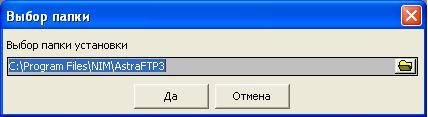 Выбор папки
Выбор папки установки
C:\Program Files\NIM\AstraFTP3
Да Отмена